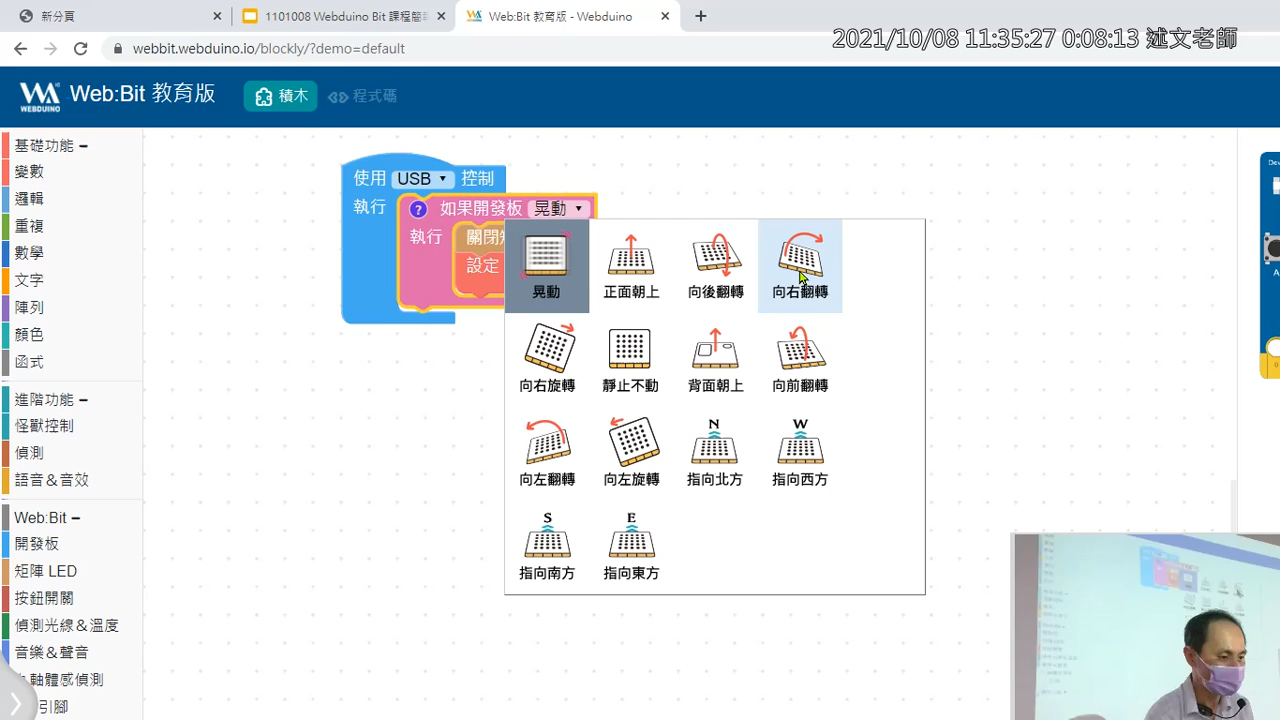 新分頁
1101008 Webduino Bit 課程簡
Web:Bit 教育版 - Webduino
webbit.webduino.io/blockly/?demo=default
2021/10/08 11:35:27 0:08:13 述文老師
WEBDUINO
Web:Bit 教育版
積木
程式碼
基礎功能
變數
邏輯
重複
數學
文字
陣列
顏色
函式
進階功能
怪獸控制
偵測
語音＆音效
Web:Bit
開發板
矩陣 LED
按鈕開關
偵測光線＆溫度
音樂＆聲音
軸體感偵測
引腳
使用 USB 控制
執行
? 如果開發板 晃動
執行
關閉
設定
晃動
正面朝上
向後翻轉
向右翻轉
向右旋轉
靜止不動
背面朝上
向前翻轉
向左翻轉
向左旋轉
N
指向北方
W
指向西方
S
指向南方
E
指向東方
Dev
A
0